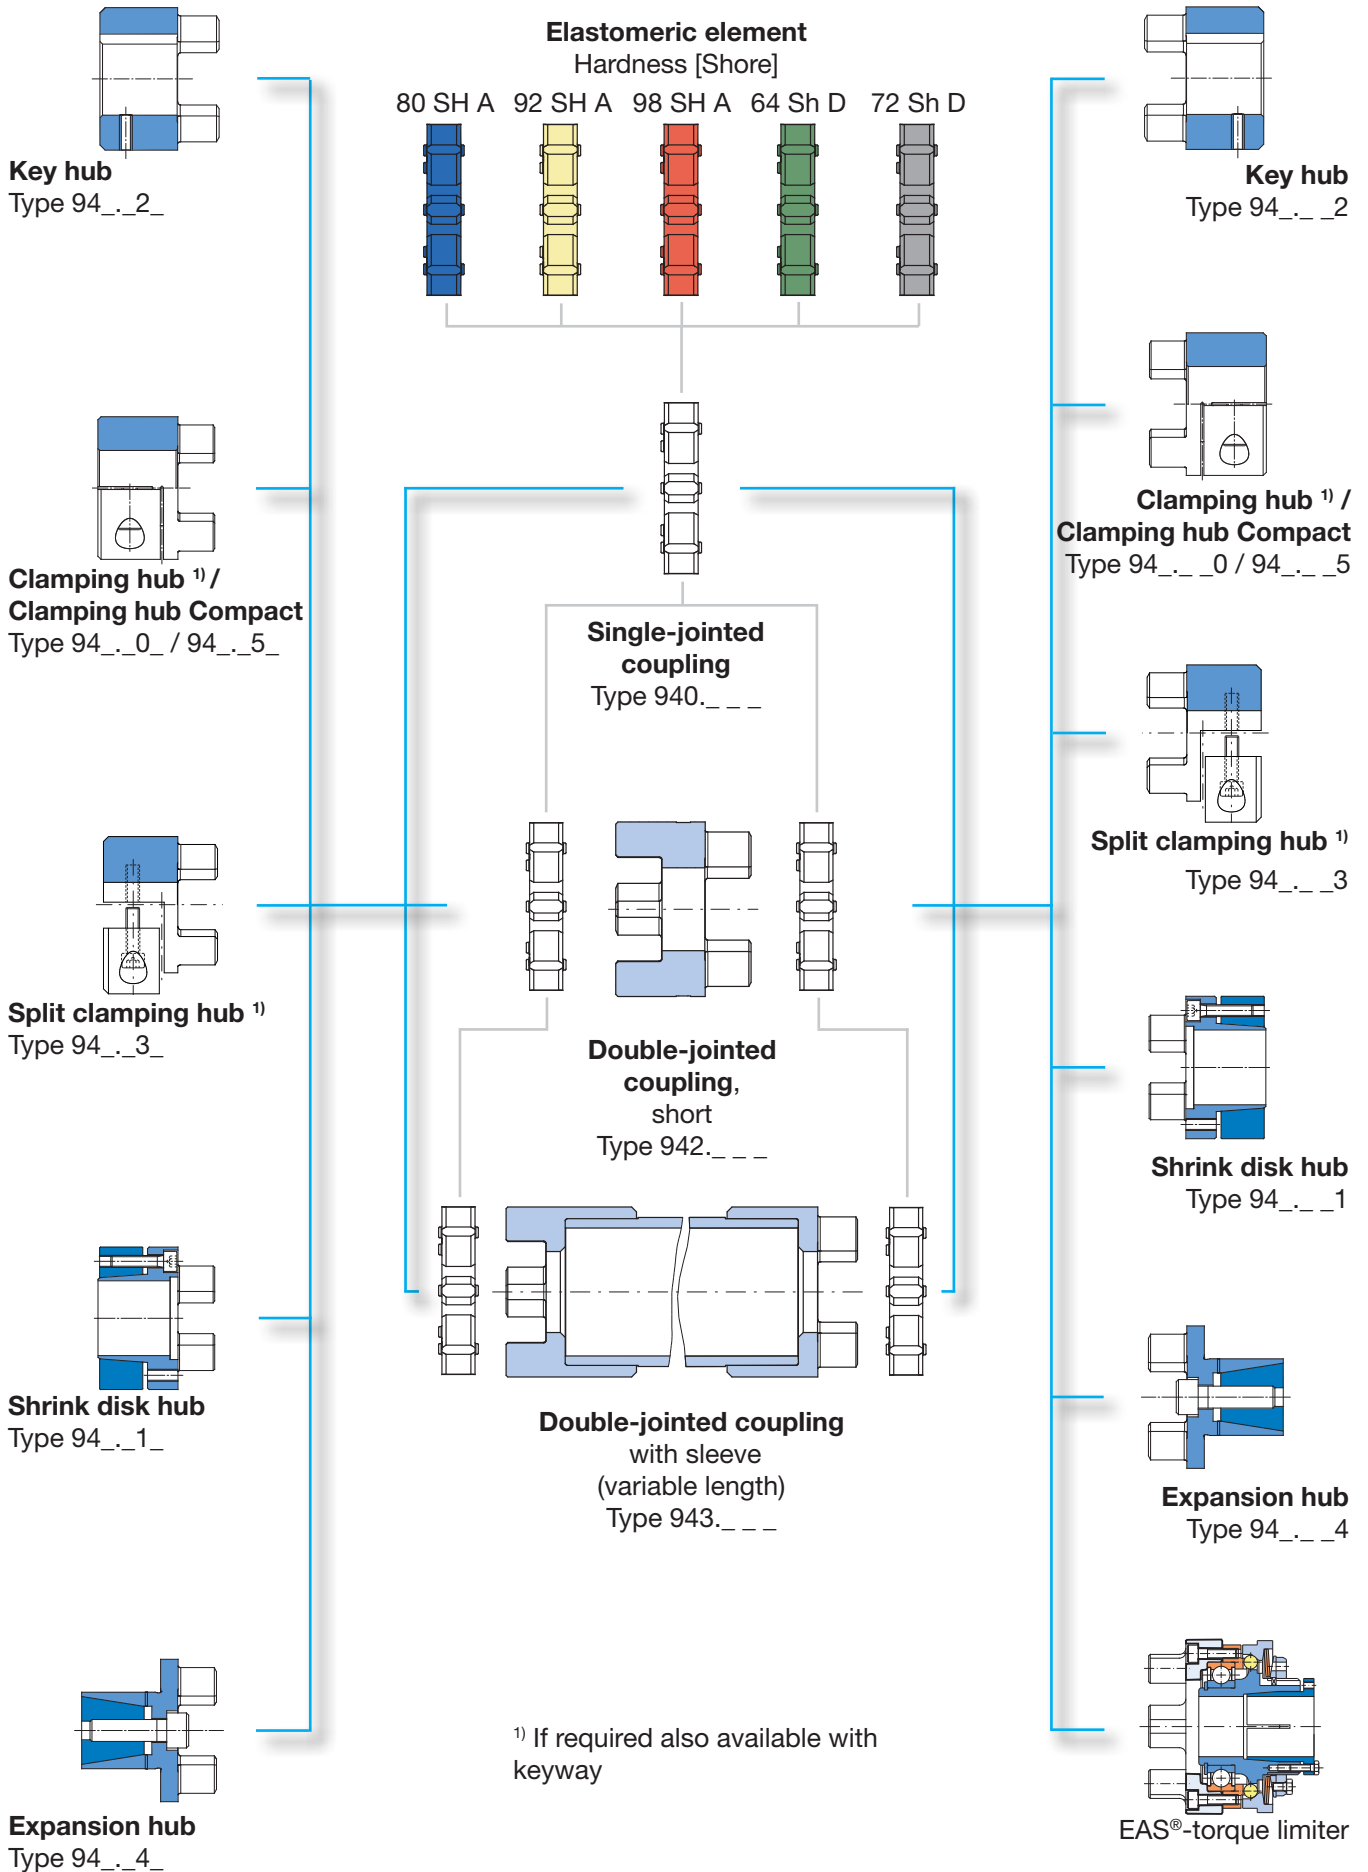 Elastomeric element
Hardness [Shore]
80 SH A 92 SH A 98 SH A 64 Sh D 72 Sh D
Key hub
Type 94_._2_
Clamping hub 1) /
Clamping hub Compact
Type 94_._0_ / 94_._5_
Split clamping hub 1)
Type 94_._3_
Shrink disk hub
Type 94_._1_
Expansion hub
Type 94_._4_
Single-jointed
coupling
Type 940._ _ _
Double-jointed
coupling,
short
Type 942._ _ _
Double-jointed coupling
with sleeve
(variable length)
Type 943._ _ _
1) If required also available with
keyway
Key hub
Type 94_._ _2
Clamping hub 1) /
Clamping hub Compact
Type 94_._ _0 / 94_._ _5
Split clamping hub 1)
Type 94_._ _3
Shrink disk hub
Type 94_._ _1
Expansion hub
Type 94_._ _4
EAS®-torque limiter